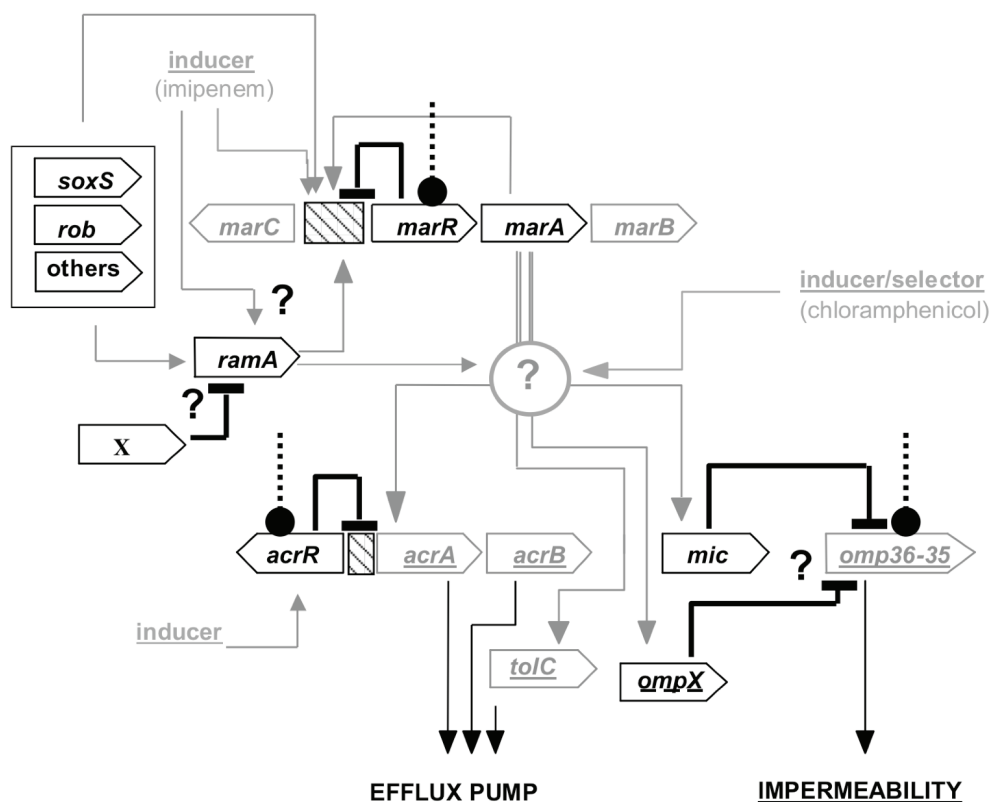 inducer
(imipenem)
soxS
rob
others
marC
marR
marA
marB
inducer/selector
(chloramphenicol)
?
ramA
?
?
X
acrR
acrA
acrB
mic
omp36-35
?
inducer
tolC
ompX
EFFLUX PUMP
IMPERMEABILITY